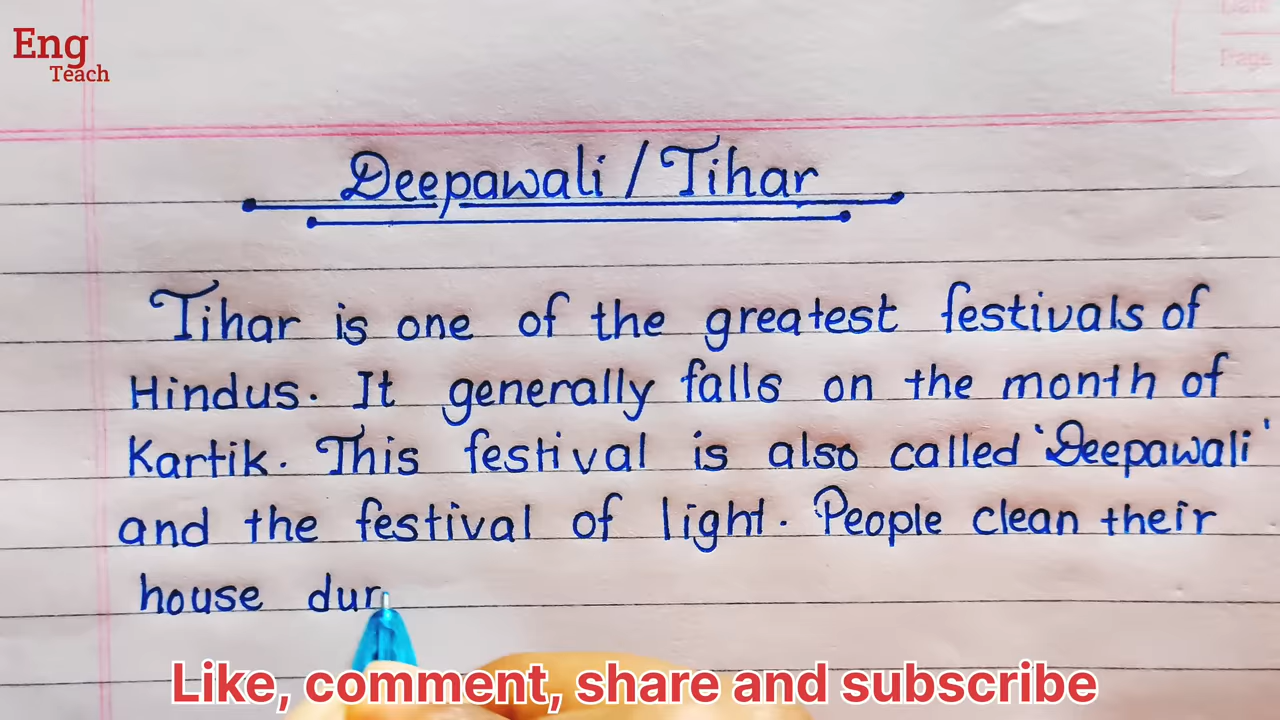 Eng
Teach
Date
Page
Deepawali / Tihar
Tihar is one of the greatest festivals of
Hindus. It generally falls on the month of
Kartik. This festival is also called 'Deepawali'
and the festival of light. People clean their
house dur
Like, comment, share and subscribe